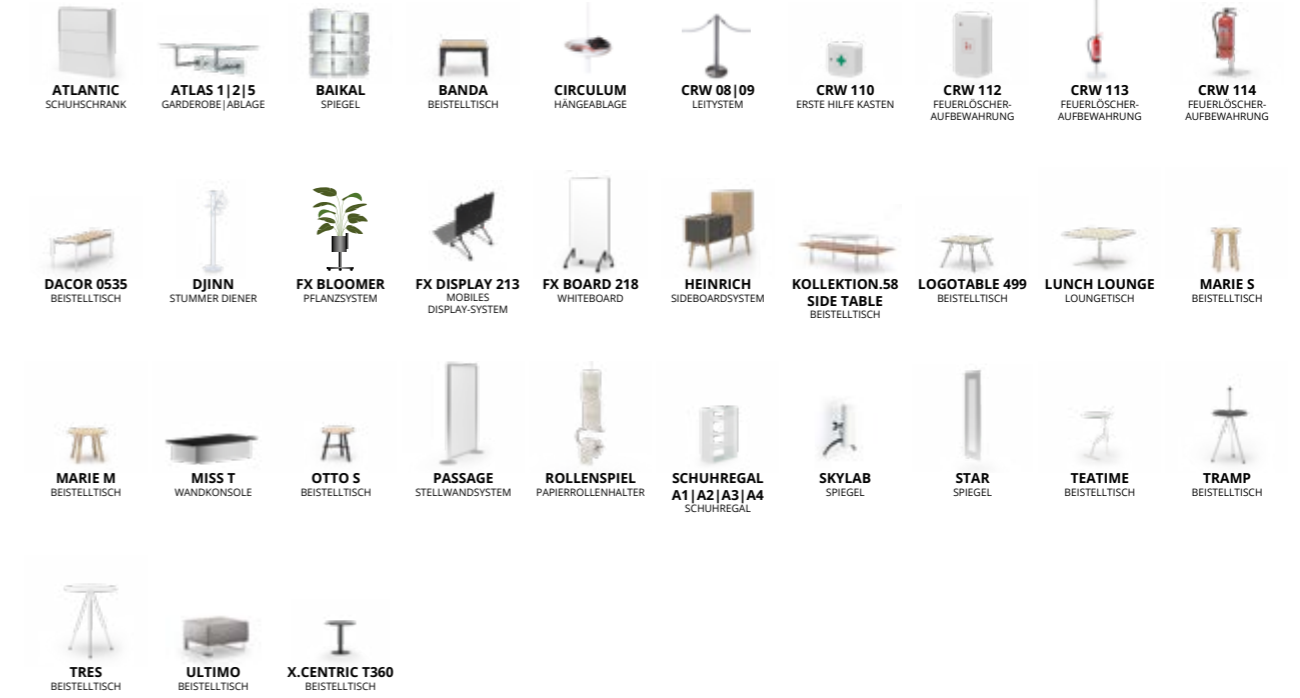 ATLANTIC
SCHUHSCHRANK
ATLAS 1|2|5
GARDEROBE|ABLAGE
BAIKAL
SPIEGEL
BANDA
BEISTELLTISCH
CIRCULUM
HÄNGEABLAGE
CRW 08|09
LEITYSTEM
CRW 110
ERSTE HILFE KASTEN
CRW 112
FEUERLÖSCHER-
AUFBEWAHRUNG
CRW 113
FEUERLÖSCHER-
AUFBEWAHRUNG
CRW 114
FEUERLÖSCHER-
AUFBEWAHRUNG
DACOR 0535
BEISTELLTISCH
DJINN
STUMMER DIENER
FX BLOOMER
PFLANZSYSTEM
FX DISPLAY 213
MOBILES
DISPLAY-SYSTEM
FX BOARD 218
WHITEBOARD
HEINRICH
SIDEBOARDSYSTEM
KOLLEKTION.58
SIDE TABLE
BEISTELLTISCH
LOGOTABLE 499
BEISTELLTISCH
LUNCH LOUNGE
LOUNGETISCH
MARIE S
BEISTELLTISCH
MARIE M
BEISTELLTISCH
MISS T
WANDKONSOLE
OTTO S
BEISTELLTISCH
PASSAGE
STELLWANDSYSTEM
ROLLENSPIEL
PAPIERROLLENHALTER
SCHUHREGAL
A1|A2|A3|A4
SCHUHREGAL
SKYLAB
SPIEGEL
STAR
SPIEGEL
TEATIME
BEISTELLTISCH
TRAMP
BEISTELLTISCH
TRES
BEISTELLTISCH
ULTIMO
BEISTELLTISCH
X.CENTRIC T360
BEISTELLTISCH